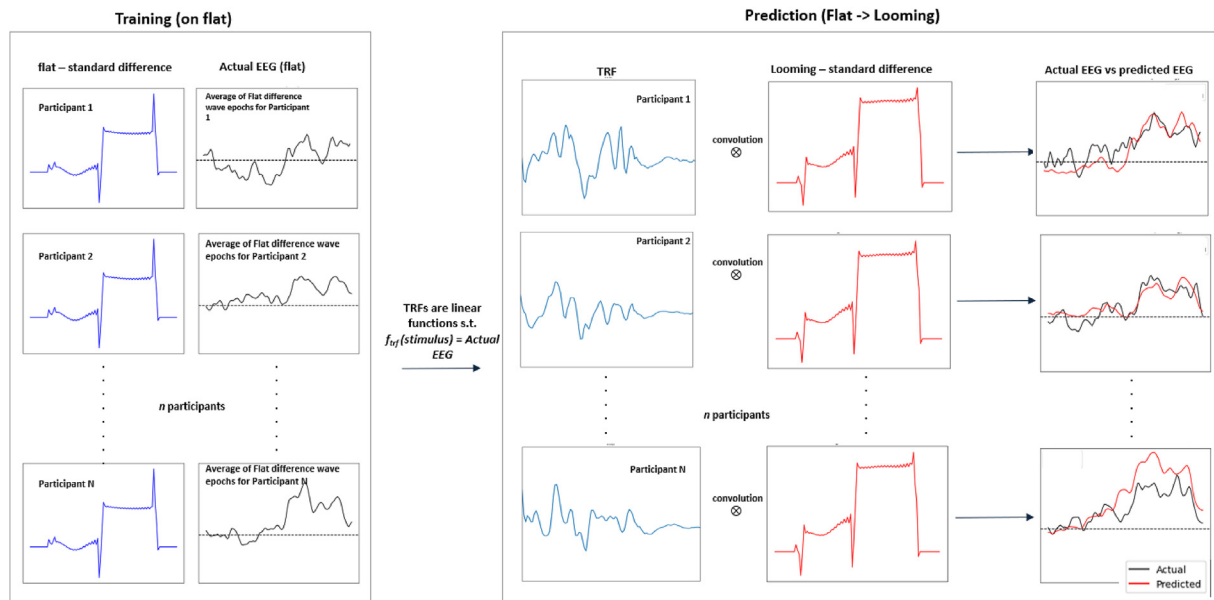 Training (on flat)
Prediction (Flat -> Looming)
flat – standard difference
Actual EEG (flat)
Participant 1
Average of Flat difference
wave epochs for Participant
1
Participant 2
Average of Flat difference wave
epochs for Participant 2
n participants
Participant N
Average of Flat difference wave
epochs for Participant N
TRFs are linear
functions s.t.
ftrf (stimulus) = Actual
EEG
TRF
Looming – standard difference
Actual EEG vs predicted EEG
Participant 1
convolution
⊗
Participant 2
convolution
⊗
n participants
Participant N
convolution
⊗
Actual
Predicted